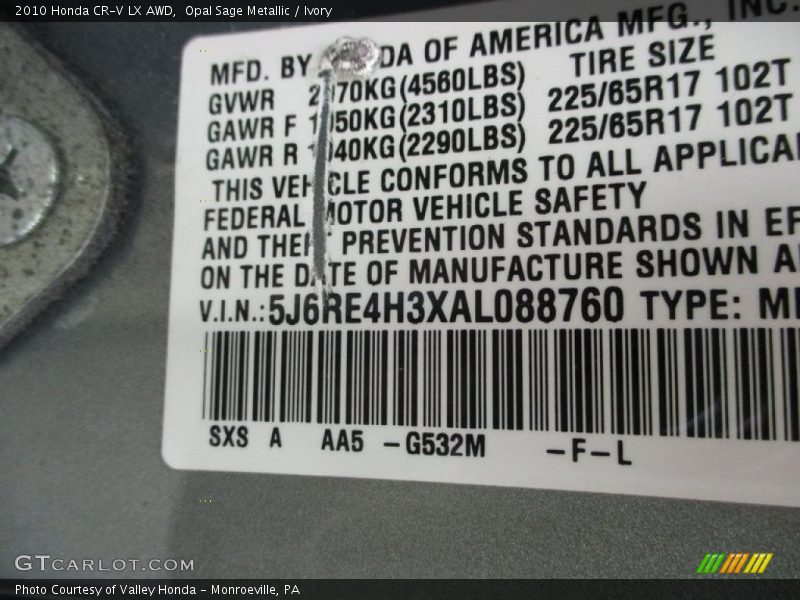 2010 Honda CR-V LX AWD, Opal Sage Metallic / Ivory
MFD. BY DA OF AMERICA MFG., INC.
GVWR 2070KG(4560LBS) TIRE SIZE
GAWR F 1050KG(2310LBS) 225/65R17 102T
GAWR R 1040KG(2290LBS) 225/65R17 102T
THIS VEHICLE CONFORMS TO ALL APPLICA
FEDERAL MOTOR VEHICLE SAFETY
AND THEFT PREVENTION STANDARDS IN EF
ON THE DATE OF MANUFACTURE SHOWN A
V.I.N.:5J6RE4H3XAL088760 TYPE: M
SXS A AA5 -G532M -F-L
GTCARLOT.COM
Photo Courtesy of Valley Honda - Monroeville, PA